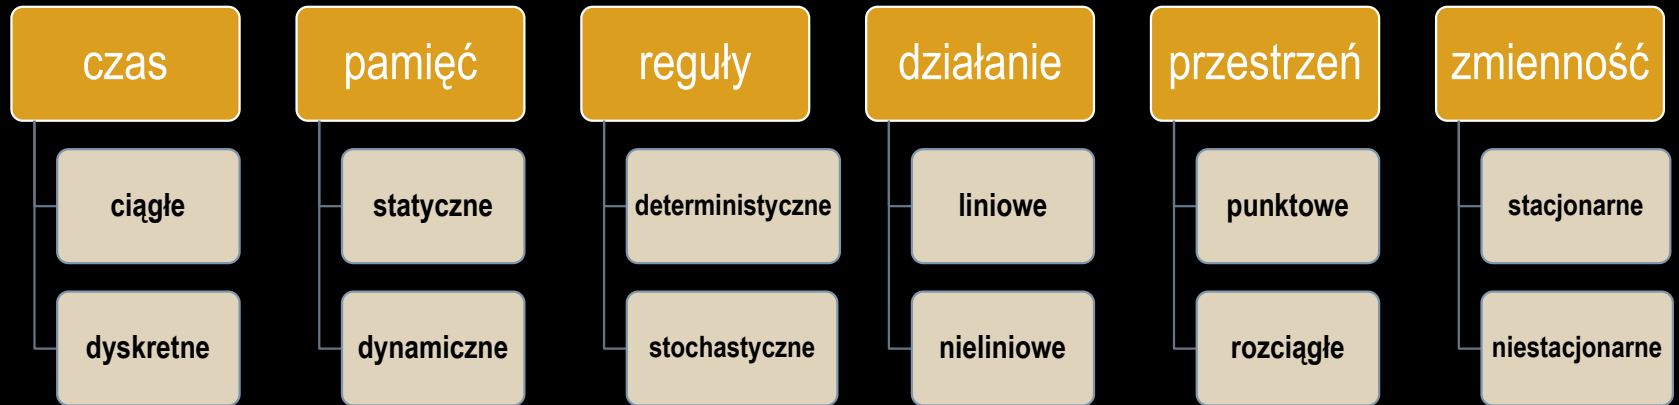 czas
ciągłe
dyskretne
pamięć
statyczne
dynamiczne
reguły
deterministyczne
stochastyczne
działanie
liniowe
nieliniowe
przestrzeń
punktowe
rozciągłe
zmienność
stacjonarne
niestacjonarne